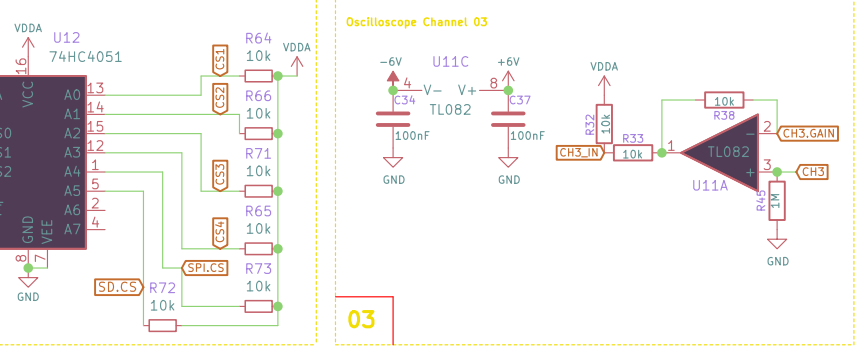 VDDA
U12
74HC4051
16
VCC
A
S0
S1
S2
GND
VEE
8
7
GND
A0
13
A1
14
A2
15
A3
12
A4
1
A5
5
A6
2
A7
4
CS1
CS2
CS3
CS4
SPI.CS
SD.CS
R64
10k
VDDA
R66
10k
R71
10k
R65
10k
R73
10k
R72
10k
Oscilloscope Channel 03
-6V
U11C
+6V
4
V-
V+
8
C34
TL082
C37
100nF
100nF
GND
GND
VDDA
R32
10k
CH3_IN
R33
10k
1
10k
R38
TL082
-
+
2
3
CH3.GAIN
CH3
U11A
R45
1M
GND
03